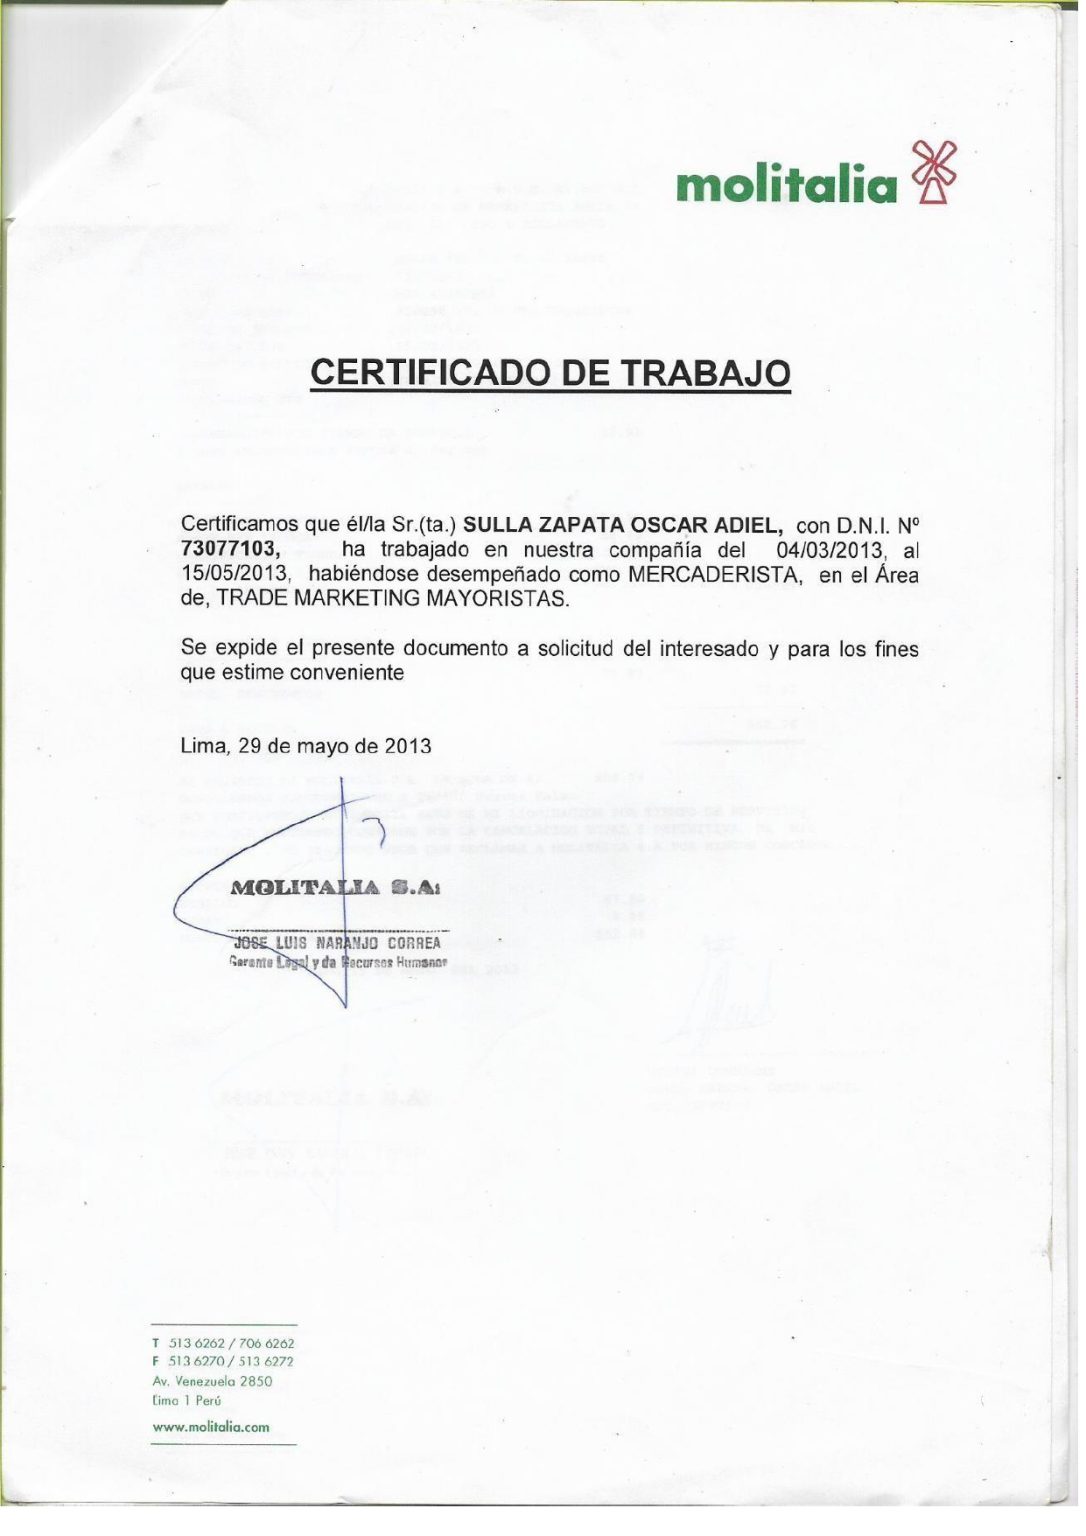 molitalia
CERTIFICADO DE TRABAJO
Certificamos que él/la Sr.(ta.) SULLA ZAPATA OSCAR ADIEL, con D.N.I. Nº
73077103, ha trabajado en nuestra compañía del 04/03/2013, al
15/05/2013, habiéndose desempeñado como MERCADERISTA, en el Área
de, TRADE MARKETING MAYORISTAS.
Se expide el presente documento a solicitud del interesado y para los fines
que estime conveniente
Lima, 29 de mayo de 2013
MOLITALIA S.A.
JOSE LUIS NARANJO CORREA
Gerente Legal y de Recursos Humanos
T 513 6262 / 706 6262
F 513 6270 / 513 6272
Av. Venezuela 2850
Lima 1 Perú
www.molitalia.com